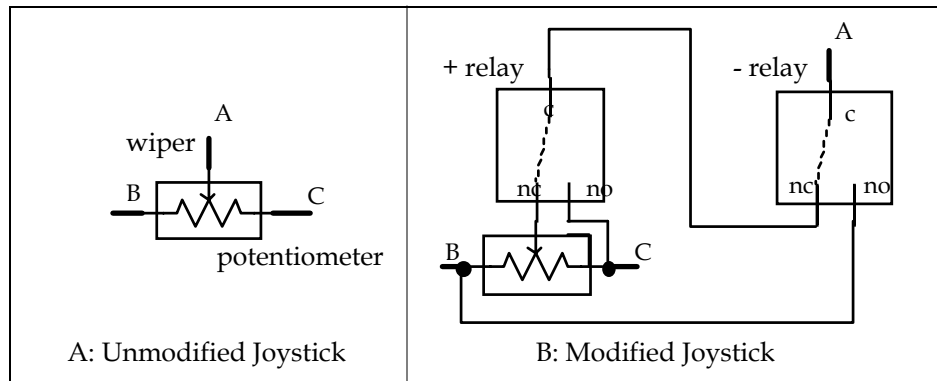 A
wiper
B
C
potentiometer
A: Unmodified Joystick
A
+ relay
- relay
c
c
nc
no
nc
no
B
C
B: Modified Joystick